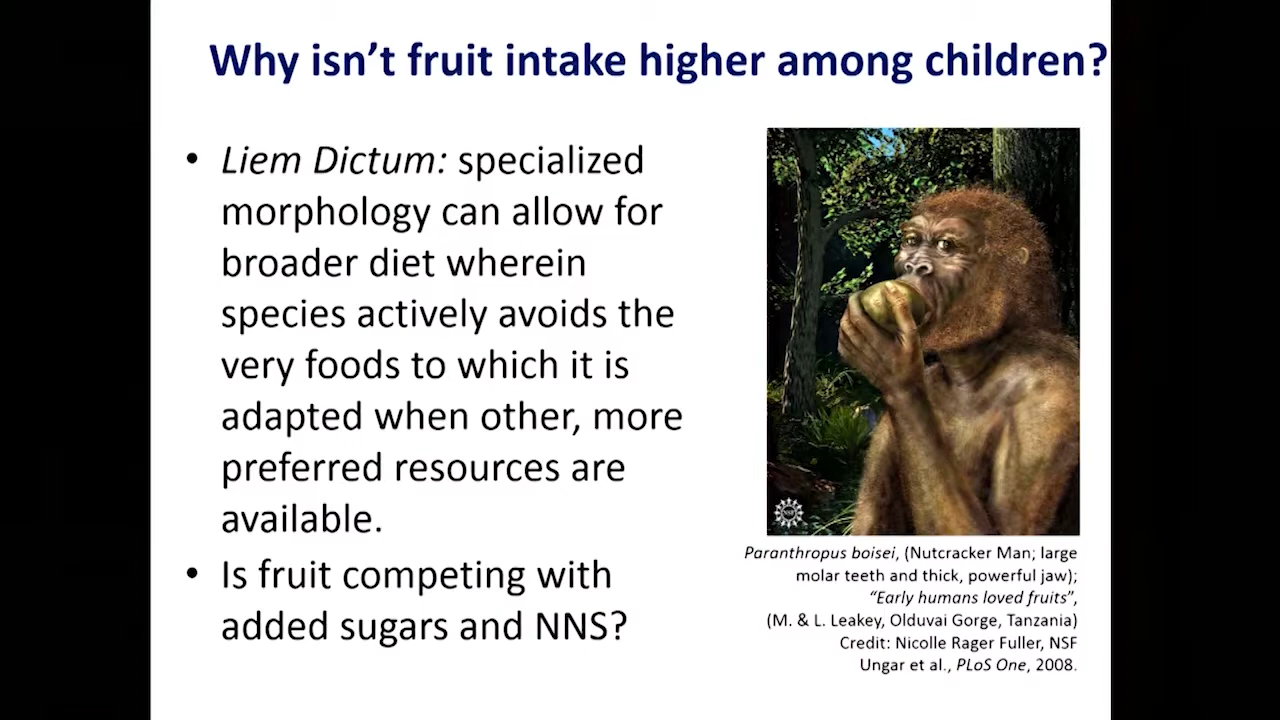 Why isn't fruit intake higher among children?
• Liem Dictum: specialized
morphology can allow for
broader diet wherein
species actively avoids the
very foods to which it is
adapted when other, more
preferred resources are
available.
• Is fruit competing with
added sugars and NNS?
NSF
Paranthropus boisei, (Nutcracker Man; large
molar teeth and thick, powerful jaw);
“Early humans loved fruits”,
(M. & L. Leakey, Olduvai Gorge, Tanzania)
Credit: Nicolle Rager Fuller, NSF
Ungar et al., PLoS One, 2008.